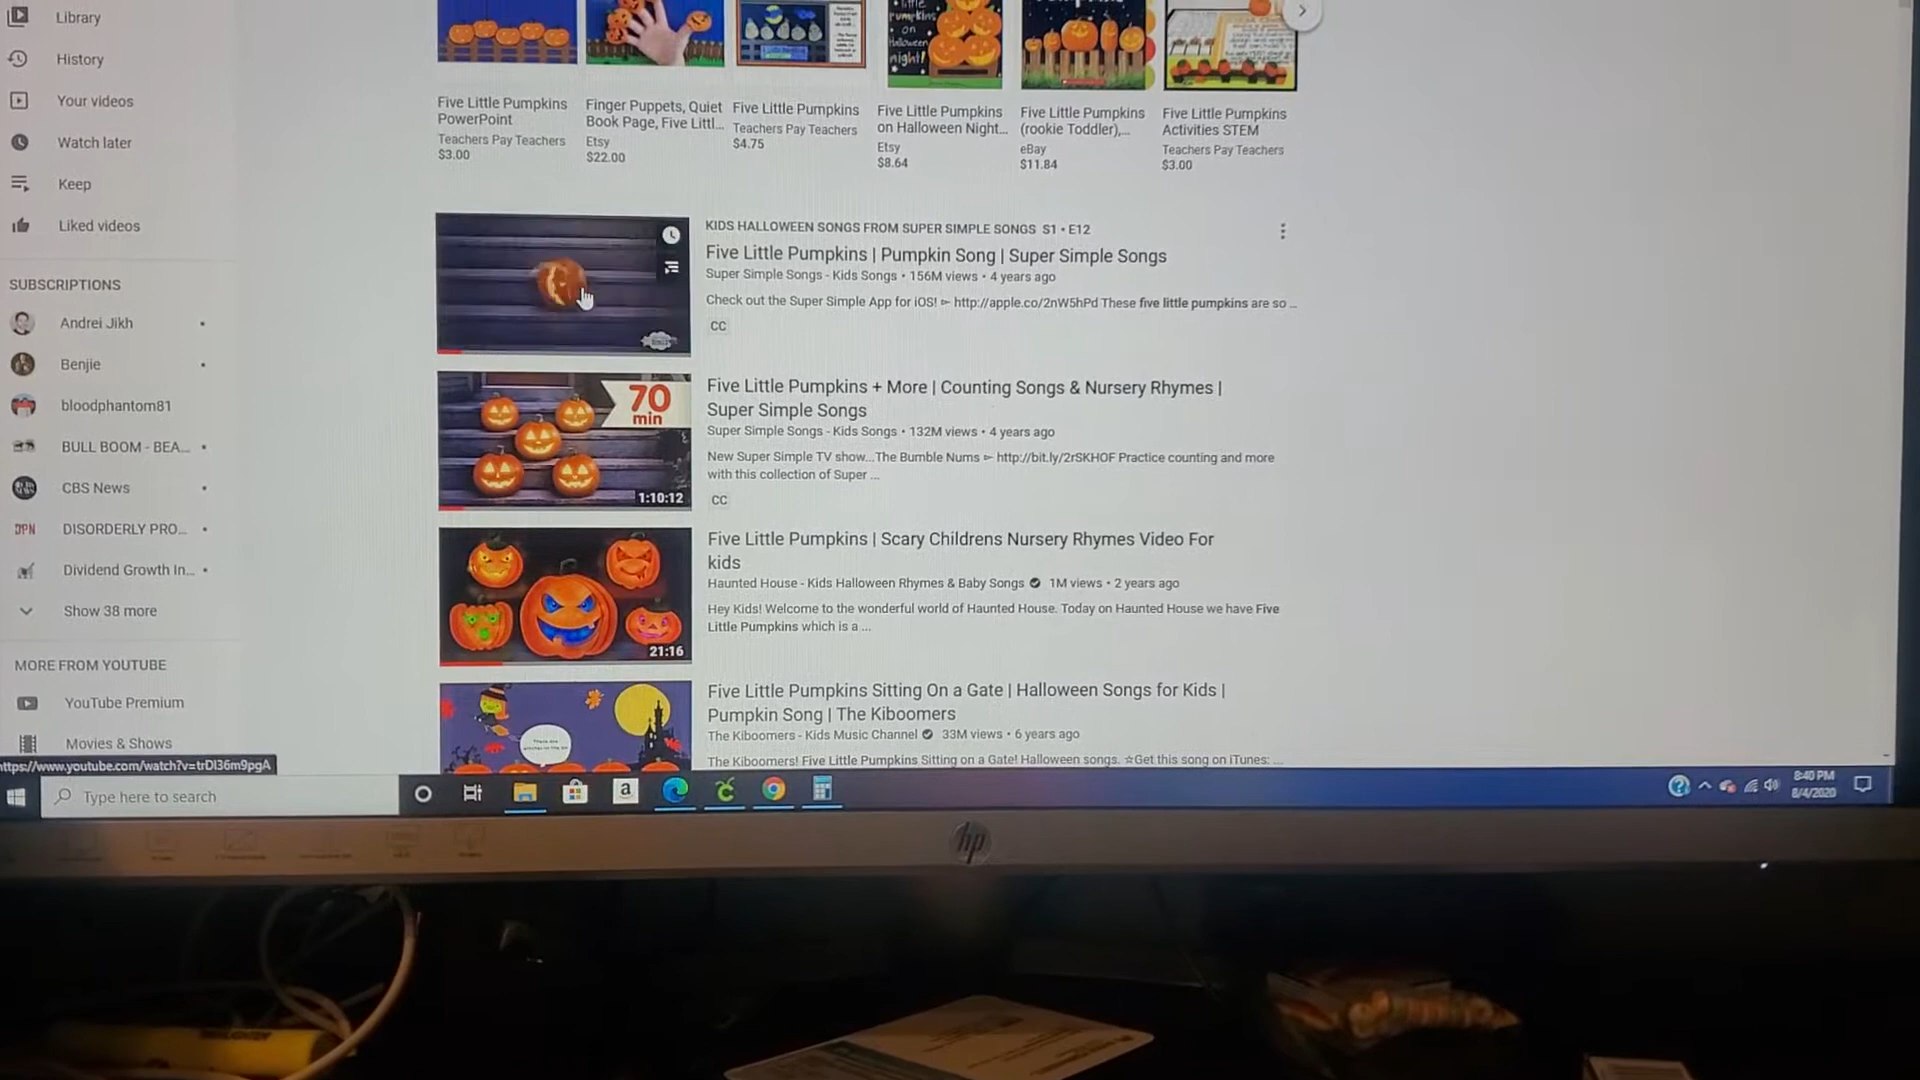 Library
History
Your videos
Watch later
Keep
Liked videos
SUBSCRIPTIONS
Andrei Jikh
Benjie
bloodphantom81
BULL BOOM - BEA...
CBS News
DPN DISORDERLY PRO...
Dividend Growth In...
Show 38 more
MORE FROM YOUTUBE
YouTube Premium
Movies & Shows
https://www.youtube.com/watch?v=trDI36m9pgA
little
pumpkins
on
Halloween
night!
Five Little Pumpkins
PowerPoint
Teachers Pay Teachers
$3.00
Finger Puppets, Quiet
Book Page, Five Littl...
Etsy
$22.00
Five Little Pumpkins
Teachers Pay Teachers
$4.75
Five Little Pumpkins
on Halloween Night...
Etsy
$8.64
Five Little Pumpkins
(rookie Toddler),...
eBay
$11.84
Five Little Pumpkins
Activities STEM
Teachers Pay Teachers
$3.00
KIDS HALLOWEEN SONGS FROM SUPER SIMPLE SONGS S1 • E12
Five Little Pumpkins | Pumpkin Song | Super Simple Songs
Super Simple Songs - Kids Songs • 156M views • 4 years ago
Check out the Super Simple App for iOS! ► http://apple.co/2nW5hPd These five little pumpkins are so ...
CC
70
min
1:10:12
Five Little Pumpkins + More | Counting Songs & Nursery Rhymes |
Super Simple Songs
Super Simple Songs - Kids Songs • 132M views • 4 years ago
New Super Simple TV show...The Bumble Nums ► http://bit.ly/2rSKHOF Practice counting and more
with this collection of Super ...
CC
21:16
Five Little Pumpkins | Scary Childrens Nursery Rhymes Video For
kids
Haunted House - Kids Halloween Rhymes & Baby Songs 1M views • 2 years ago
Hey Kids! Welcome to the wonderful world of Haunted House. Today on Haunted House we have Five
Little Pumpkins which is a ...
Five Little Pumpkins Sitting On a Gate | Halloween Songs for Kids |
Pumpkin Song | The Kiboomers
The Kiboomers - Kids Music Channel 33M views • 6 years ago
The Kiboomers! Five Little Pumpkins Sitting on a Gate! Halloween songs. ☆Get this song on iTunes: ...
Type here to search
8:40 PM
8/4/2020
hp